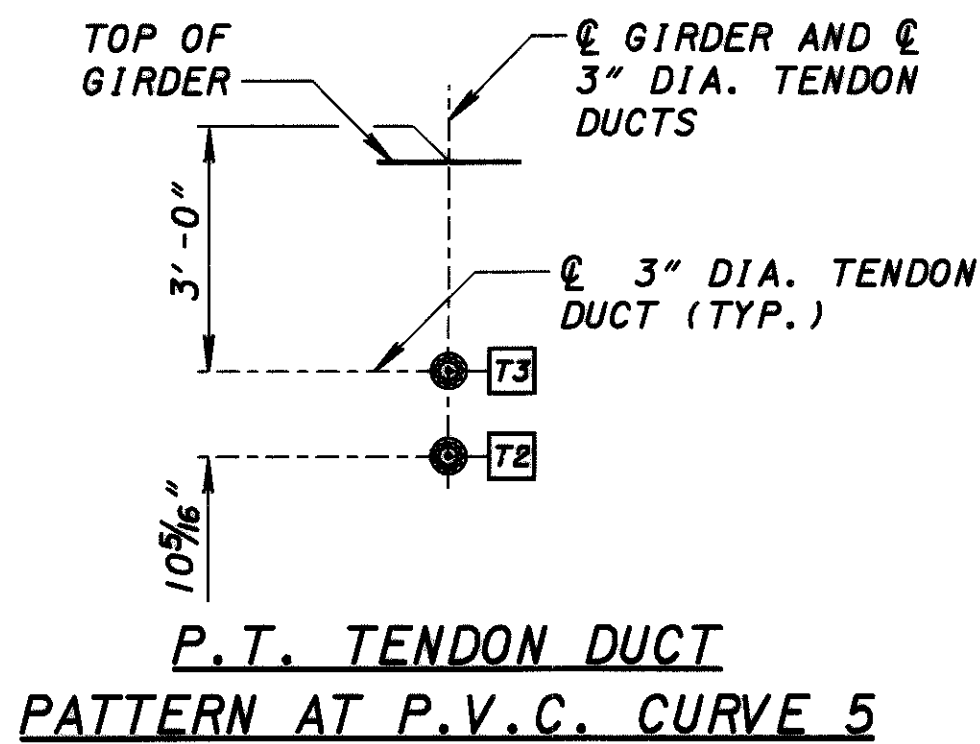 TOP OF
GIRDER
℄ GIRDER AND ℄
3" DIA. TENDON
DUCTS
3'-0"
℄ 3" DIA. TENDON
DUCT (TYP.)
T3
T2
10 5/16"
P.T. TENDON DUCT
PATTERN AT P.V.C. CURVE 5